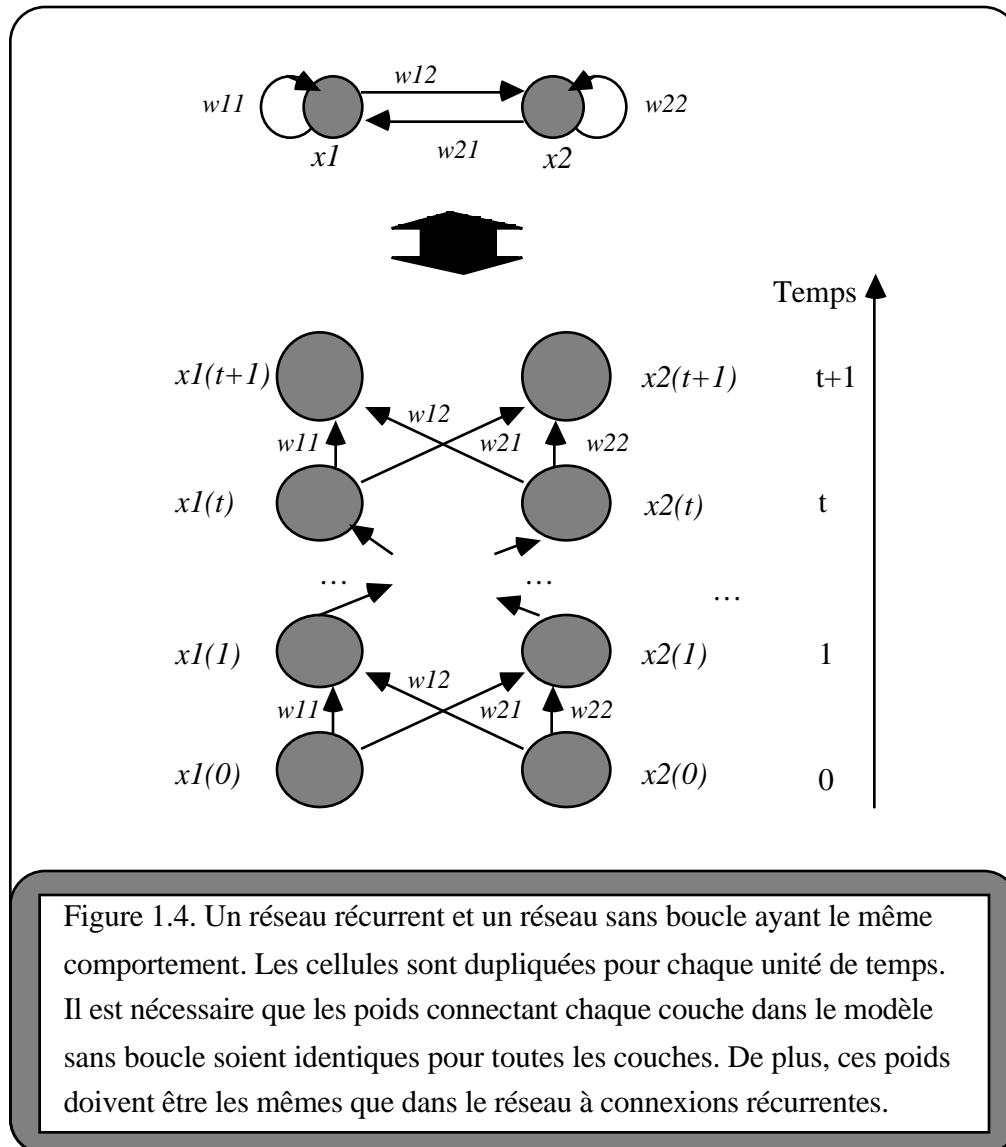 w12
w11
w22
w21
x1
x2
Temps
x1(t+1)
x2(t+1)
t+1
w12
w11
w21
w22
x1(t)
x2(t)
t
…
…
…
x1(1)
x2(1)
1
w12
w11
w21
w22
x1(0)
x2(0)
0
Figure 1.4. Un réseau récurrent et un réseau sans boucle ayant le même
comportement. Les cellules sont dupliquées pour chaque unité de temps.
Il est nécessaire que les poids connectant chaque couche dans le modèle
sans boucle soient identiques pour toutes les couches. De plus, ces poids
doivent être les mêmes que dans le réseau à connexions récurrentes.